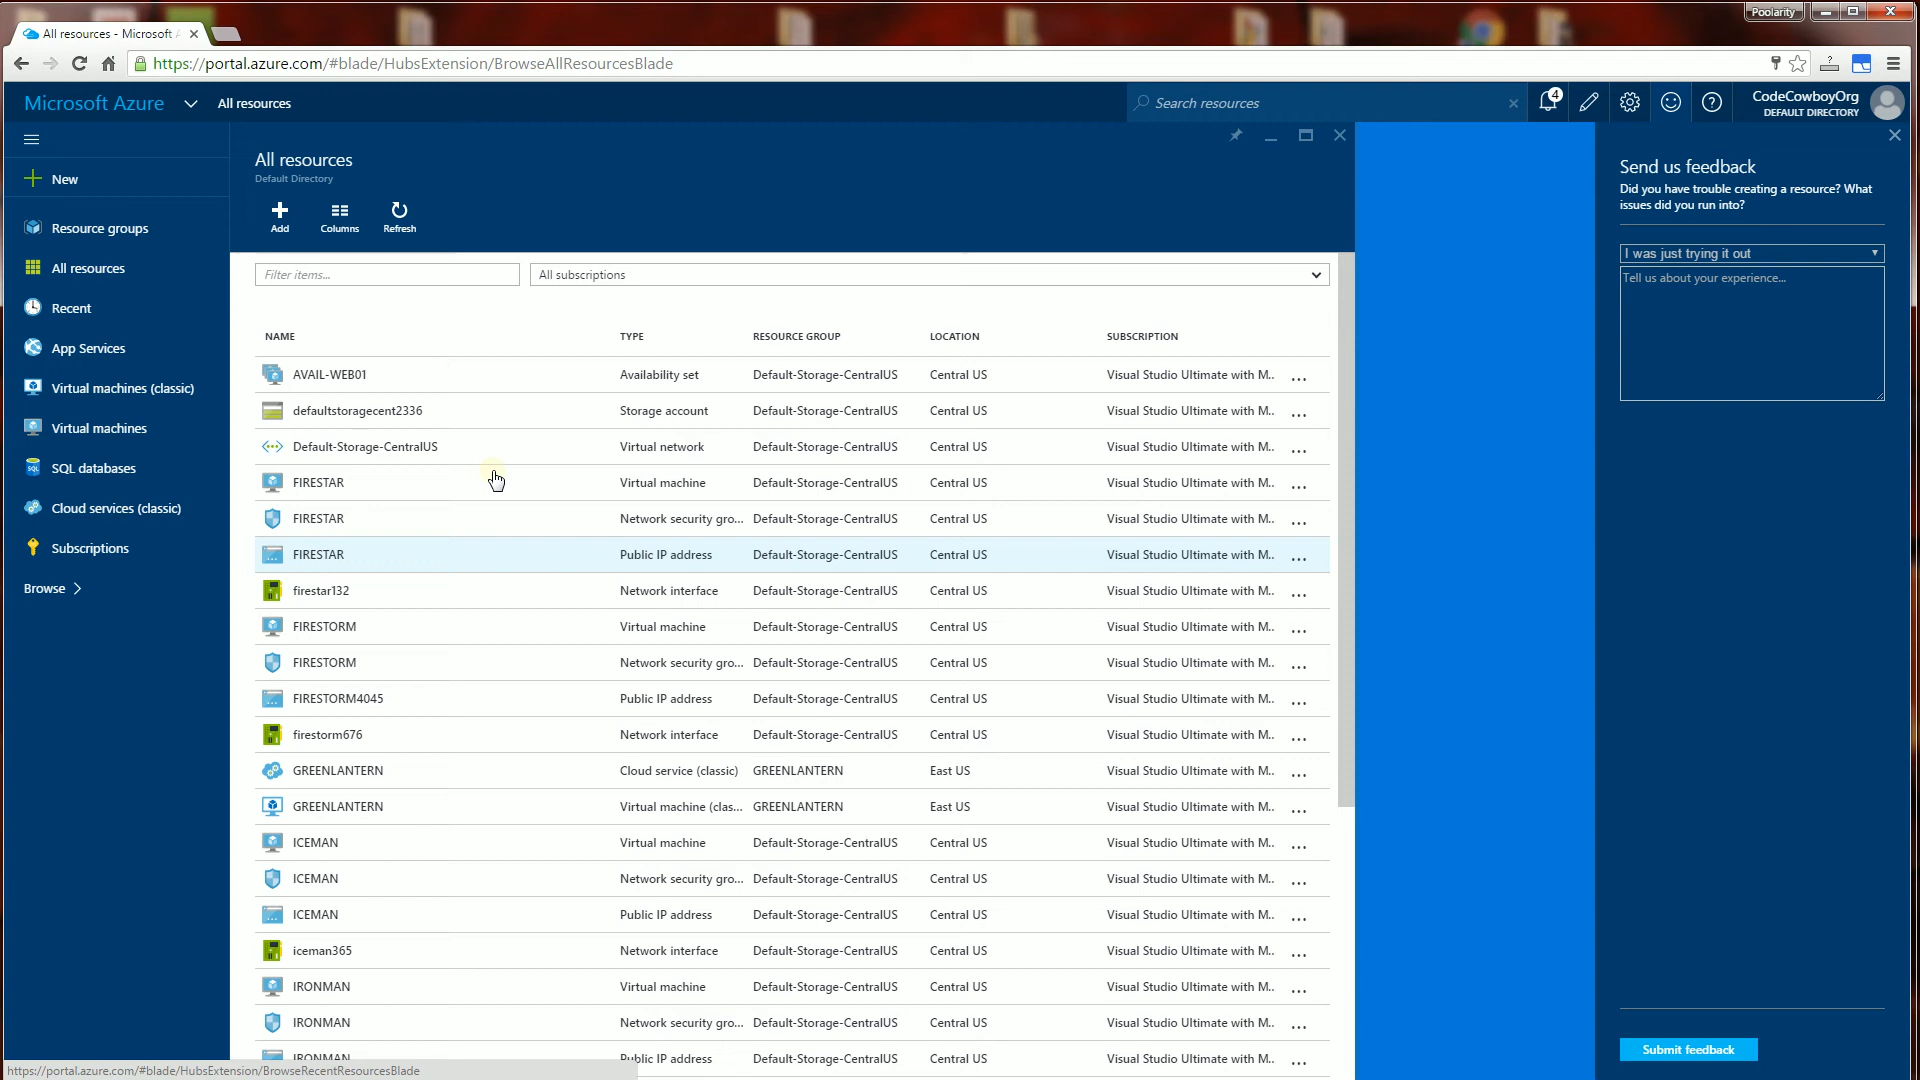 Poolarity
All resources - Microsoft A
https://portal.azure.com/#blade/HubsExtension/BrowseAllResourcesBlade
Microsoft Azure All resources Search resources 4 CodeCowboyOrg
DEFAULT DIRECTORY
New
Resource groups
All resources
Recent
App Services
Virtual machines (classic)
Virtual machines
SQL databases
Cloud services (classic)
Subscriptions
Browse
All resources
Default Directory
Add Columns Refresh
Filter items... All subscriptions
NAME TYPE RESOURCE GROUP LOCATION SUBSCRIPTION
AVAIL-WEB01 Availability set Default-Storage-CentralUS Central US Visual Studio Ultimate with M.. ...
defaultstoragecent2336 Storage account Default-Storage-CentralUS Central US Visual Studio Ultimate with M.. ...
Default-Storage-CentralUS Virtual network Default-Storage-CentralUS Central US Visual Studio Ultimate with M.. ...
FIRESTAR Virtual machine Default-Storage-CentralUS Central US Visual Studio Ultimate with M.. ...
FIRESTAR Network security gro... Default-Storage-CentralUS Central US Visual Studio Ultimate with M.. ...
FIRESTAR Public IP address Default-Storage-CentralUS Central US Visual Studio Ultimate with M.. ...
firestar132 Network interface Default-Storage-CentralUS Central US Visual Studio Ultimate with M.. ...
FIRESTORM Virtual machine Default-Storage-CentralUS Central US Visual Studio Ultimate with M.. ...
FIRESTORM Network security gro... Default-Storage-CentralUS Central US Visual Studio Ultimate with M.. ...
FIRESTORM4045 Public IP address Default-Storage-CentralUS Central US Visual Studio Ultimate with M.. ...
firestorm676 Network interface Default-Storage-CentralUS Central US Visual Studio Ultimate with M.. ...
GREENLANTERN Cloud service (classic) GREENLANTERN East US Visual Studio Ultimate with M.. ...
GREENLANTERN Virtual machine (clas... GREENLANTERN East US Visual Studio Ultimate with M.. ...
ICEMAN Virtual machine Default-Storage-CentralUS Central US Visual Studio Ultimate with M.. ...
ICEMAN Network security gro... Default-Storage-CentralUS Central US Visual Studio Ultimate with M.. ...
ICEMAN Public IP address Default-Storage-CentralUS Central US Visual Studio Ultimate with M.. ...
iceman365 Network interface Default-Storage-CentralUS Central US Visual Studio Ultimate with M.. ...
IRONMAN Virtual machine Default-Storage-CentralUS Central US Visual Studio Ultimate with M.. ...
IRONMAN Network security gro... Default-Storage-CentralUS Central US Visual Studio Ultimate with M.. ...
IRONMAN Public IP address Default-Storage-CentralUS Central US Visual Studio Ultimate with M.. ...
https://portal.azure.com/#blade/HubsExtension/BrowseRecentResourcesBlade
Send us feedback
Did you have trouble creating a resource? What
issues did you run into?
I was just trying it out
Tell us about your experience...
Submit feedback